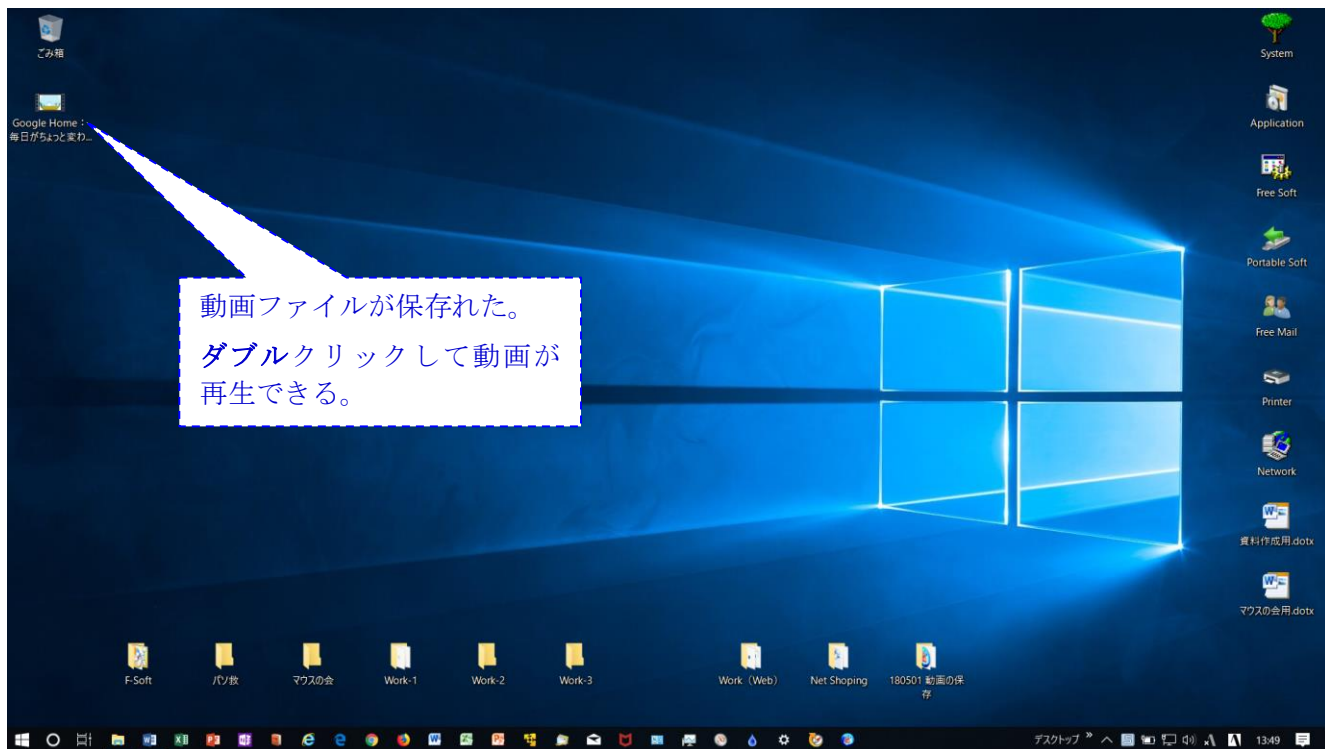 ごみ箱
Google Home :
毎日がちょっと変わ...
動画ファイルが保存れた。
ダブルクリックして動画が
再生できる。
System
Application
Free Soft
Portable Soft
Free Mail
Printer
Network
資料作成用.dotx
マウスの会用.dotx
F-Soft
パソ救
マウスの会
Work-1
Work-2
Work-3
Work（Web）
Net Shoping
180501 動画の保
存
デスクトップ
13:49